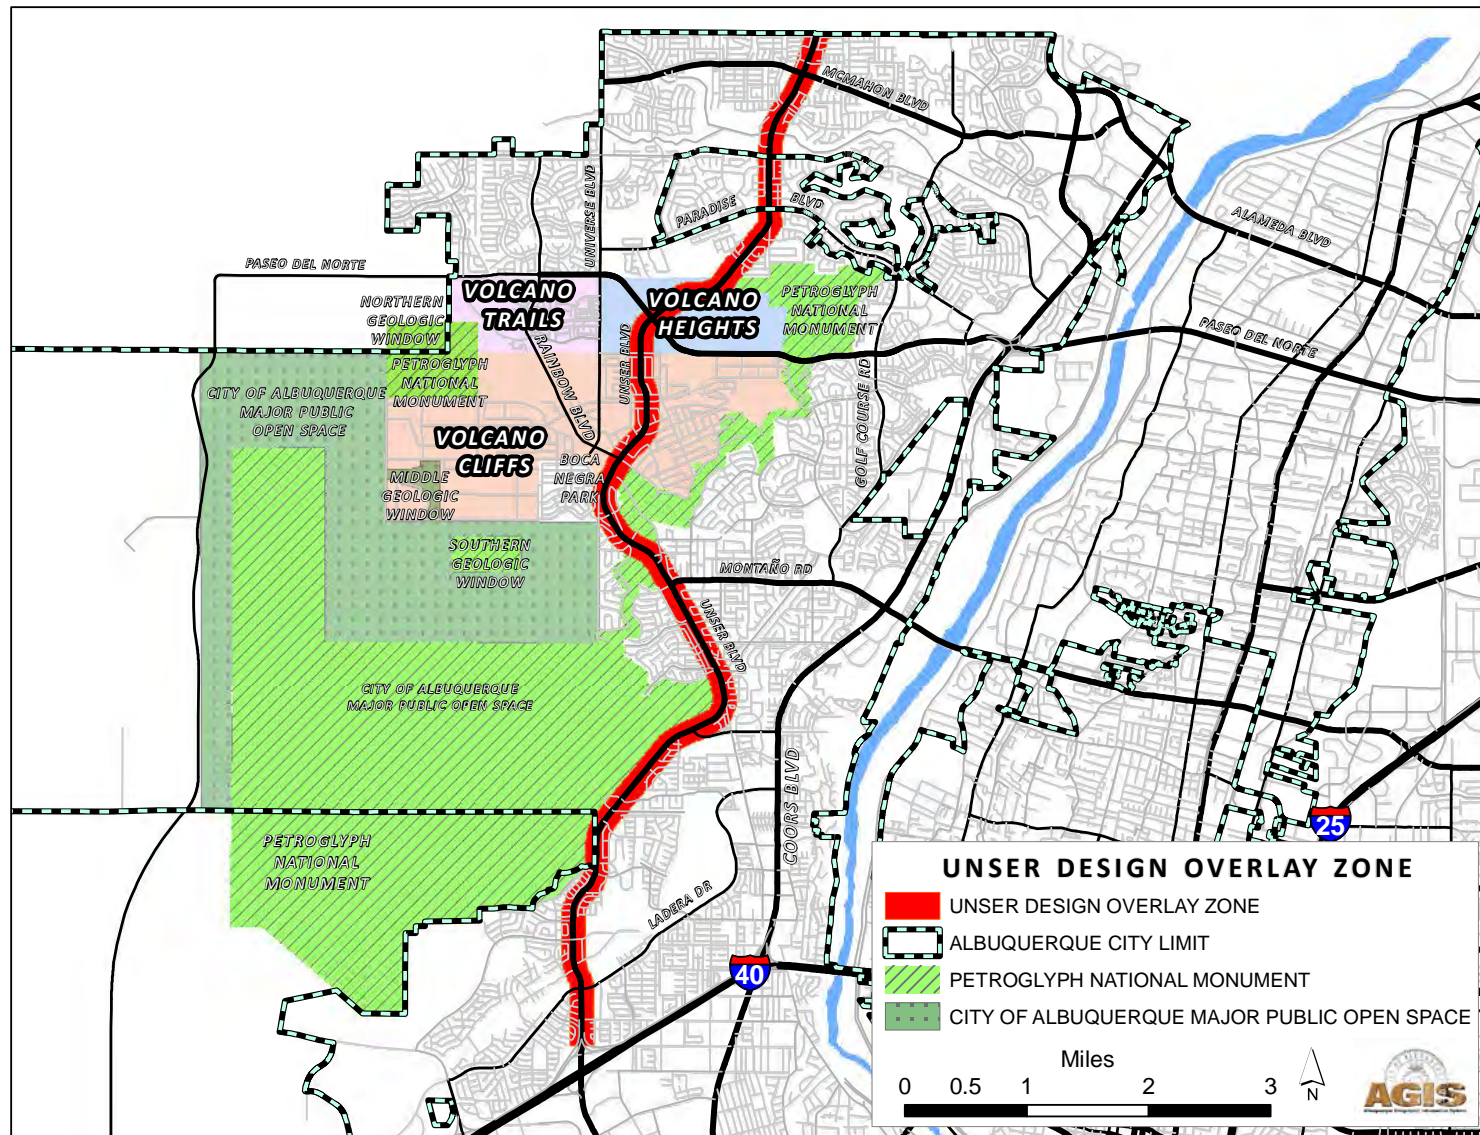 MCMAHON BLVD
UNIVERSE BLVD
PARADISE BLVD
ALAMEDA BLVD
PASEO DEL NORTE
NORTHERN
GEOLOGIC
WINDOW
VOLCANO
TRAILS
VOLCANO
HEIGHTS
PETROGLYPH
NATIONAL
MONUMENT
PASEO DEL NORTE
UNSER BLVD
RAINBOW BLVD
GOLF COURSE RD
CITY OF ALBUQUERQUE
MAJOR PUBLIC
OPEN SPACE
PETROGLYPH
NATIONAL
MONUMENT
VOLCANO
CLIFFS
BOCA
NEGRA
PARK
MIDDLE
GEOLOGIC
WINDOW
SOUTHERN
GEOLOGIC
WINDOW
MONTAÑO RD
UNSER BLVD
CITY OF ALBUQUERQUE
MAJOR PUBLIC OPEN SPACE
COORS BLVD
PETROGLYPH
NATIONAL
MONUMENT
LADERA DR
25
40
UNSER DESIGN OVERLAY ZONE
UNSER DESIGN OVERLAY ZONE
ALBUQUERQUE CITY LIMIT
PETROGLYPH NATIONAL MONUMENT
CITY OF ALBUQUERQUE MAJOR PUBLIC OPEN SPACE
Miles
0 0.5 1 2 3
N
AGIS
Albuquerque Geographic Information System